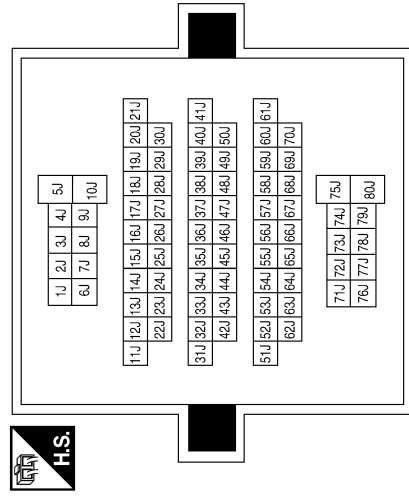 1J 2J 3J 4J 5J
6J 7J 8J 9J 10J
11J 12J 13J 14J 15J 16J 17J 18J 19J 20J 21J
22J 23J 24J 25J 26J 27J 28J 29J 30J
31J 32J 33J 34J 35J 36J 37J 38J 39J 40J 41J
42J 43J 44J 45J 46J 47J 48J 49J 50J
51J 52J 53J 54J 55J 56J 57J 58J 59J 60J 61J
62J 63J 64J 65J 66J 67J 68J 69J 70J
71J 72J 73J 74J 75J
76J 77J 78J 79J 80J
H.S.